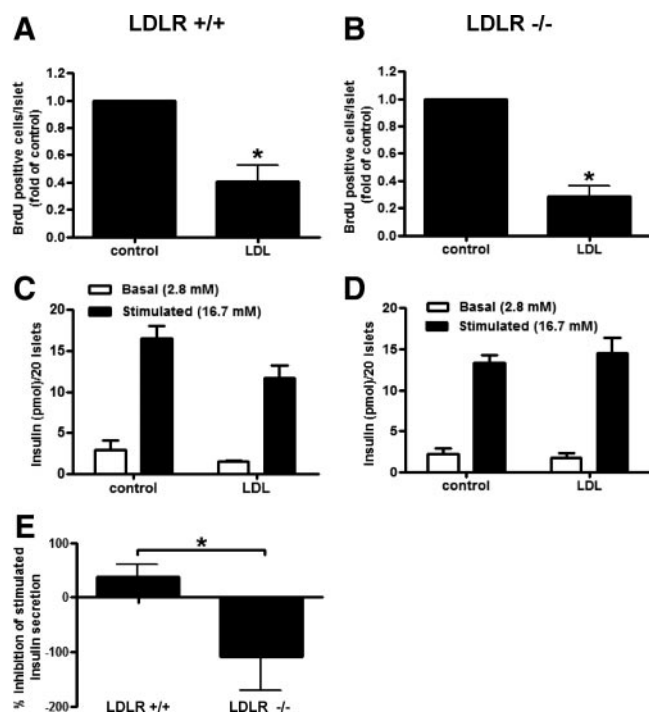 A
LDLR +/+
BrdU positive cells/Islet
(fold of control)
1.2
1.0
0.8
0.6
0.4
0.2
0.0
*
control
LDL
B
LDLR -/-
BrdU positive cells/Islet
(fold of control)
1.2
1.0
0.8
0.6
0.4
0.2
0.0
*
control
LDL
C
Basal (2.8 mM)
Stimulated (16.7 mM)
Insulin (pmol)/20 Islets
20
15
10
5
0
control
LDL
D
Basal (2.8 mM)
Stimulated (16.7 mM)
Insulin (pmol)/20 Islets
20
15
10
5
0
control
LDL
E
% Inhibition of stimulated
Insulin secretion
100
0
-100
-200
*
LDLR +/+
LDLR -/-